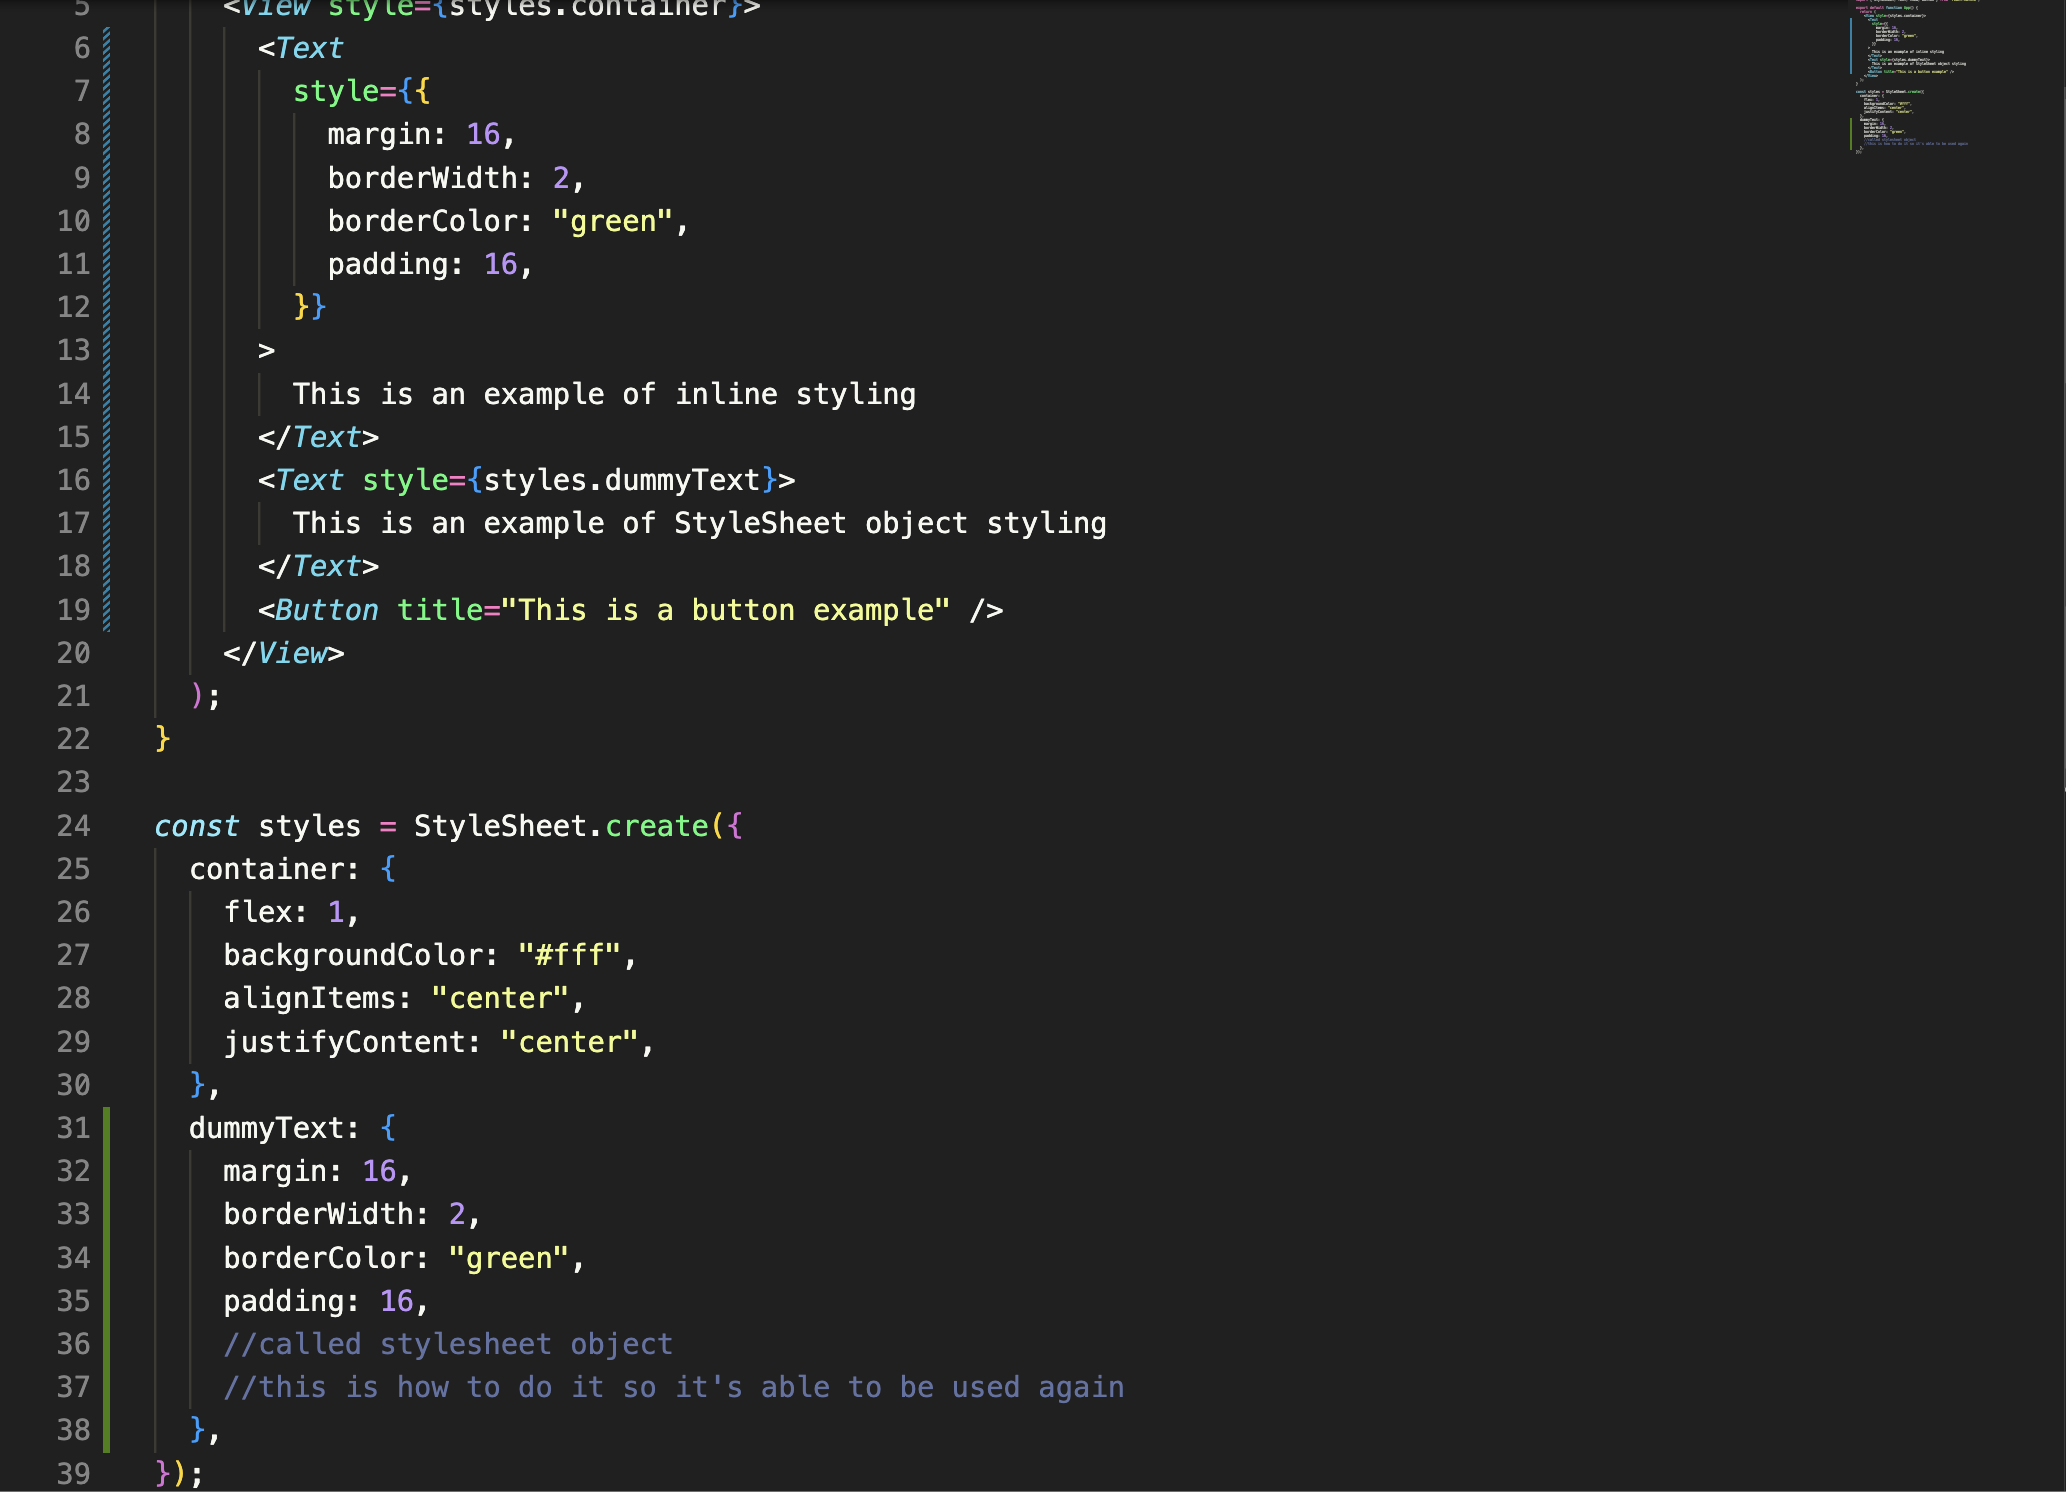 5 <View style={styles.container}>
6 <Text
7 style={{
8 margin: 16,
9 borderWidth: 2,
10 borderColor: "green",
11 padding: 16,
12 }}
13 >
14 This is an example of inline styling
15 </Text>
16 <Text style={styles.dummyText}>
17 This is an example of StyleSheet object styling
18 </Text>
19 <Button title="This is a button example" />
20 </View>
21 );
22 }
23
24 const styles = StyleSheet.create({
25 container: {
26 flex: 1,
27 backgroundColor: "#fff",
28 alignItems: "center",
29 justifyContent: "center",
30 },
31 dummyText: {
32 margin: 16,
33 borderWidth: 2,
34 borderColor: "green",
35 padding: 16,
36 //called stylesheet object
37 //this is how to do it so it's able to be used again
38 },
39 });